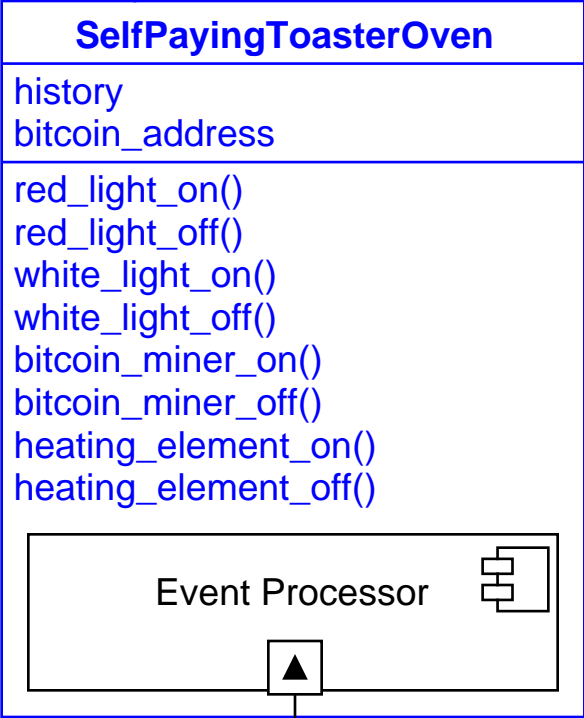 SelfPayingToasterOven
history
bitcoin_address
red_light_on()
red_light_off()
white_light_on()
white_light_off()
bitcoin_miner_on()
bitcoin_miner_off()
heating_element_on()
heating_element_off()
Event Processor